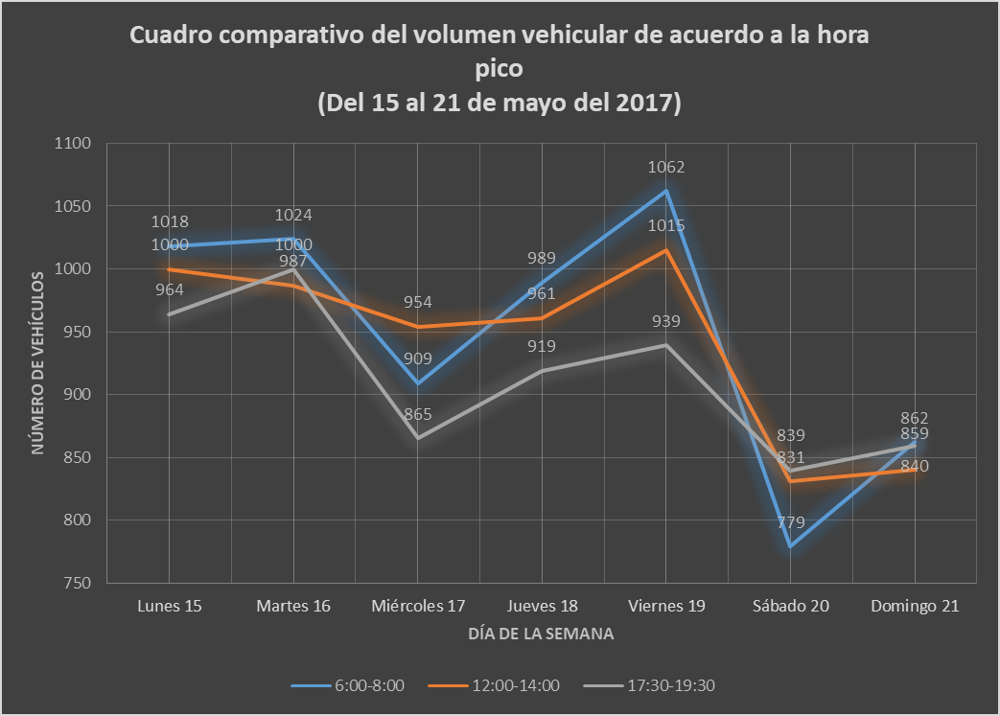 Cuadro comparativo del volumen vehicular de acuerdo a la hora
pico
(Del 15 al 21 de mayo del 2017)
NÚMERO DE VEHÍCULOS
1100
1050
1000
950
900
850
800
750
1018
1024
909
989
1062
779
862
1000
987
954
961
1015
831
840
964
1000
865
919
939
839
859
Lunes 15
Martes 16
Miércoles 17
Jueves 18
Viernes 19
Sábado 20
Domingo 21
DÍA DE LA SEMANA
6:00-8:00
12:00-14:00
17:30-19:30